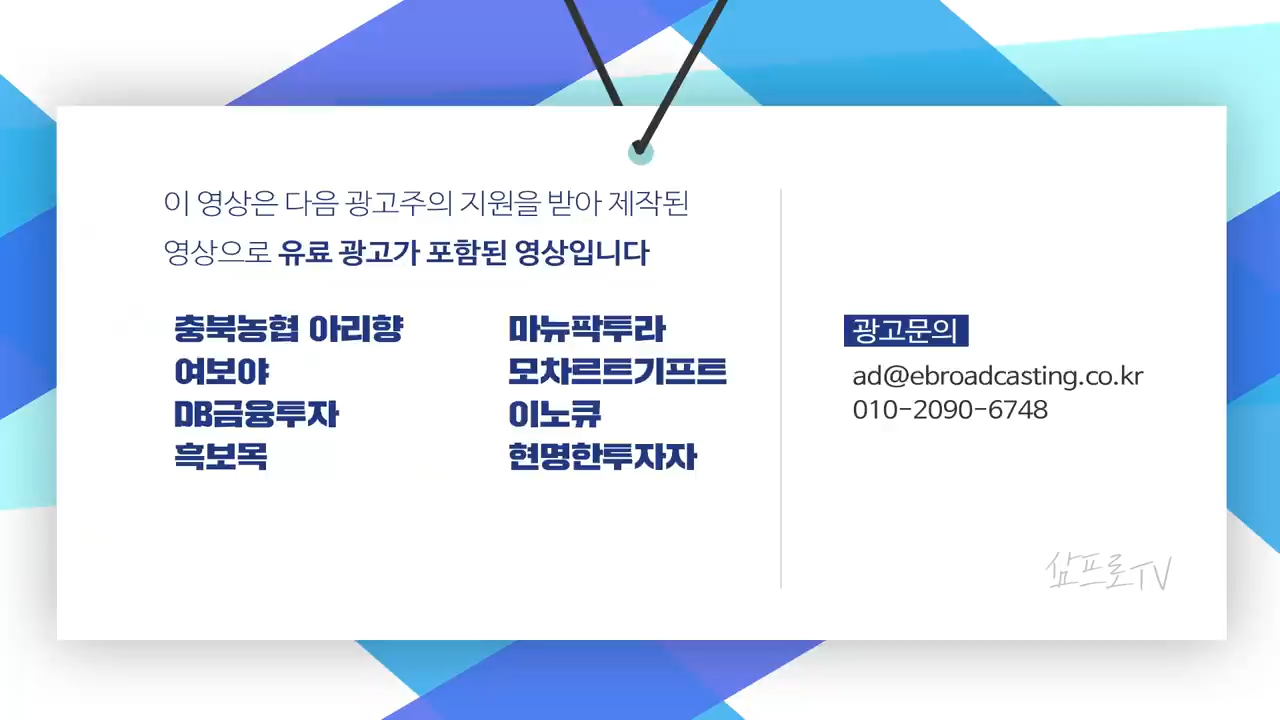 이 영상은 다음 광고주의 지원을 받아 제작된
영상으로 유료 광고가 포함된 영상입니다
충북농협 아리향
여보야
DB금융투자
흑보목
마뉴팍투라
모차르트기프트
이노큐
현명한투자자
광고문의
ad@ebroadcasting.co.kr
010-2090-6748
삼프로TV